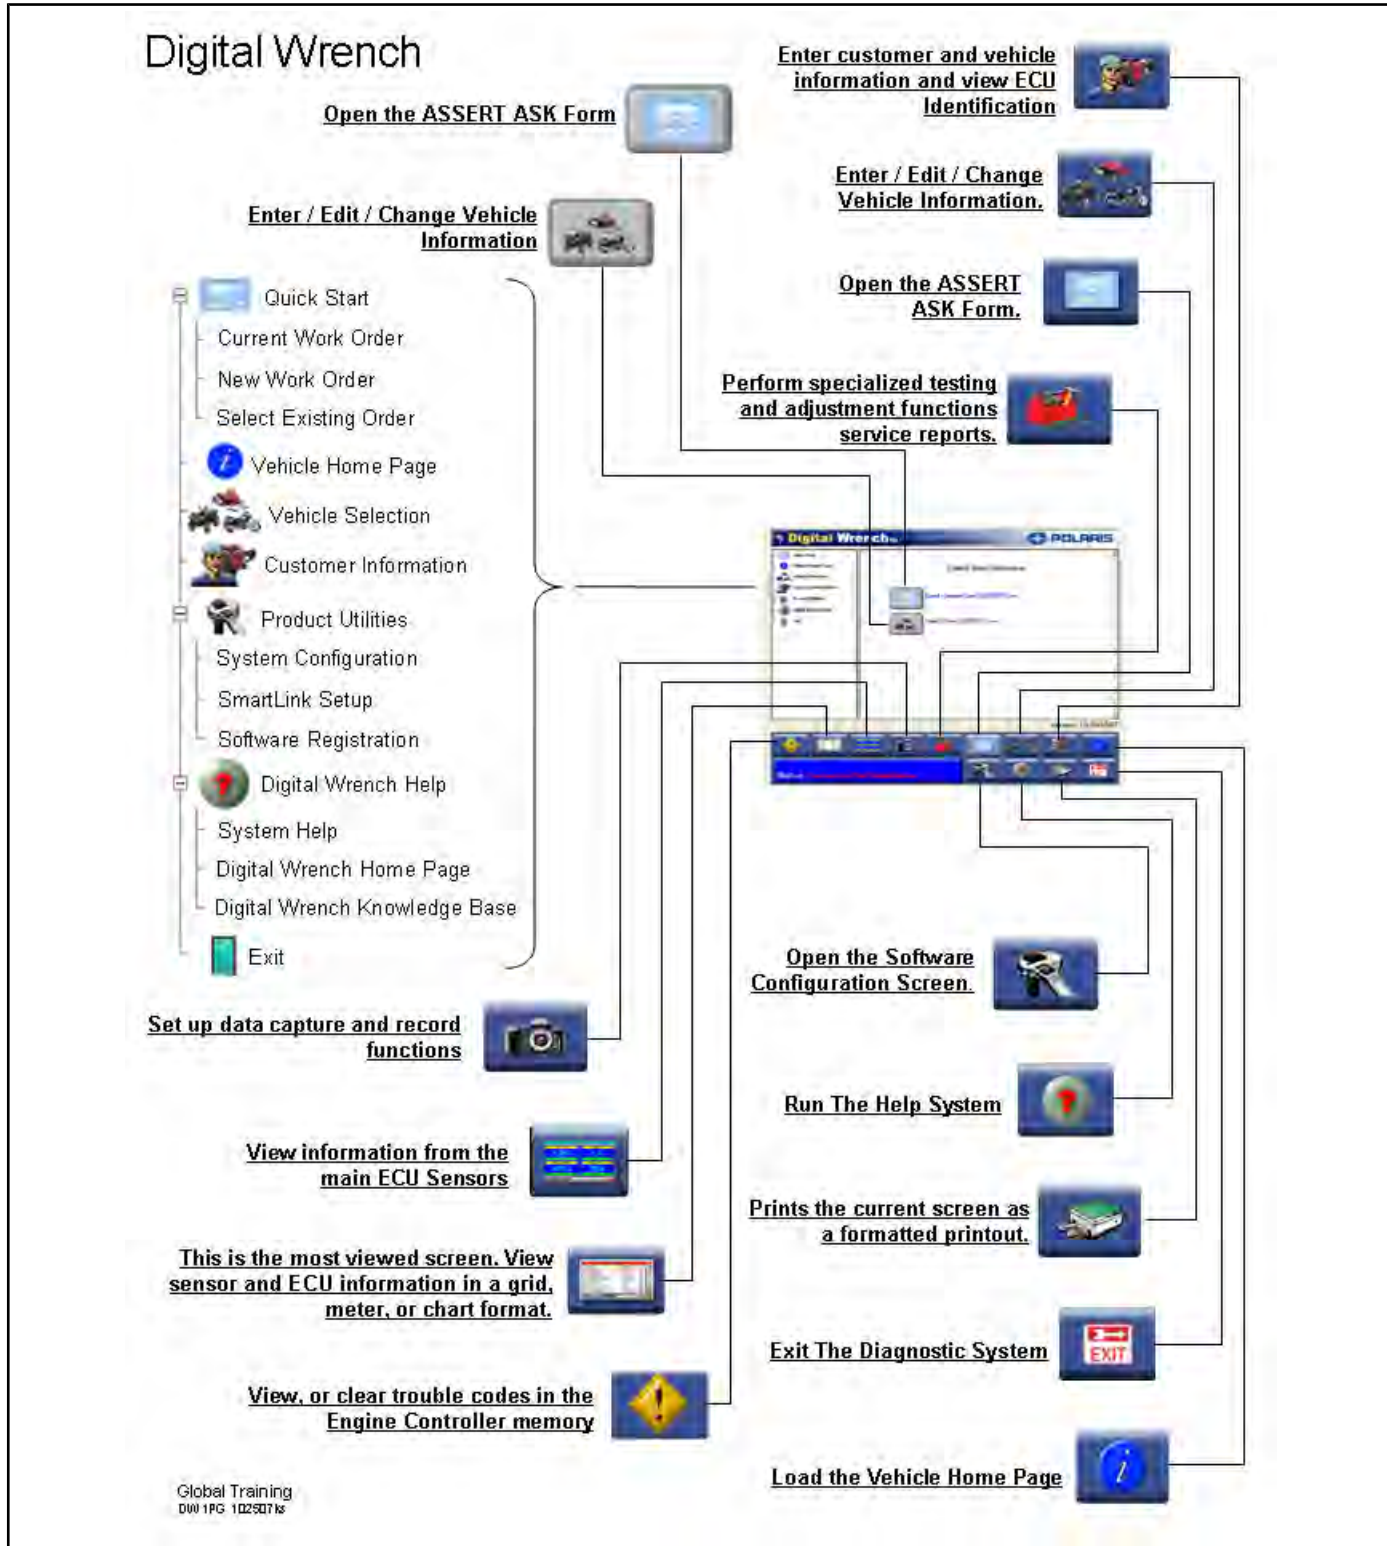 Digital Wrench
Open the ASSERT ASK Form
Enter / Edit / Change Vehicle
Information
Quick Start
Current Work Order
New Work Order
Select Existing Order
Vehicle Home Page
Vehicle Selection
Customer Information
Product Utilities
System Configuration
SmartLink Setup
Software Registration
Digital Wrench Help
System Help
Digital Wrench Home Page
Digital Wrench Knowledge Base
Exit
Enter customer and vehicle
information and view ECU
Identification
Enter / Edit / Change
Vehicle Information.
Open the ASSERT
ASK Form.
Perform specialized testing
and adjustment functions
service reports.
Digital Wrench
POLARIS
Set up data capture and record
functions
View information from the
main ECU Sensors
This is the most viewed screen. View
sensor and ECU information in a grid,
meter, or chart format.
View, or clear trouble codes in the
Engine Controller memory
Open the Software
Configuration Screen.
Run The Help System
Prints the current screen as
a formatted printout.
Exit The Diagnostic System
EXIT
Load the Vehicle Home Page
Global Training
DW 1PG 102507ks